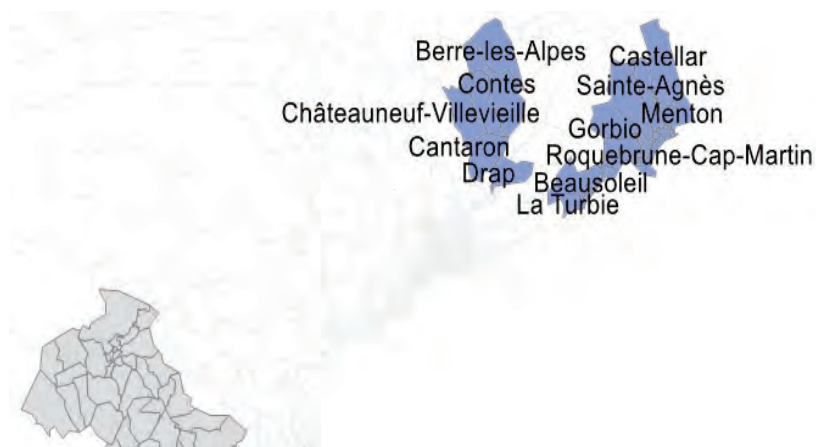 Berre-les-Alpes
Castellar
Contes
Sainte-Agnès
Châteauneuf-Villevieille
Menton
Gorbio
Cantaron
Roquebrune-Cap-Martin
Drap
Beausoleil
La Turbie